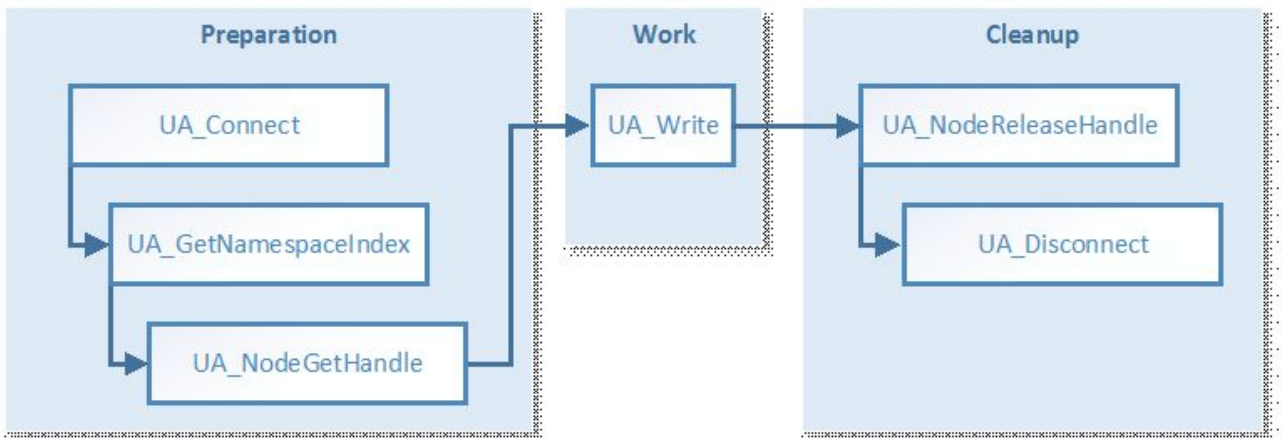 Preparation
UA_Connect
UA_GetNamespaceIndex
UA_NodeGetHandle
Work
UA_Write
Cleanup
UA_NodeReleaseHandle
UA_Disconnect